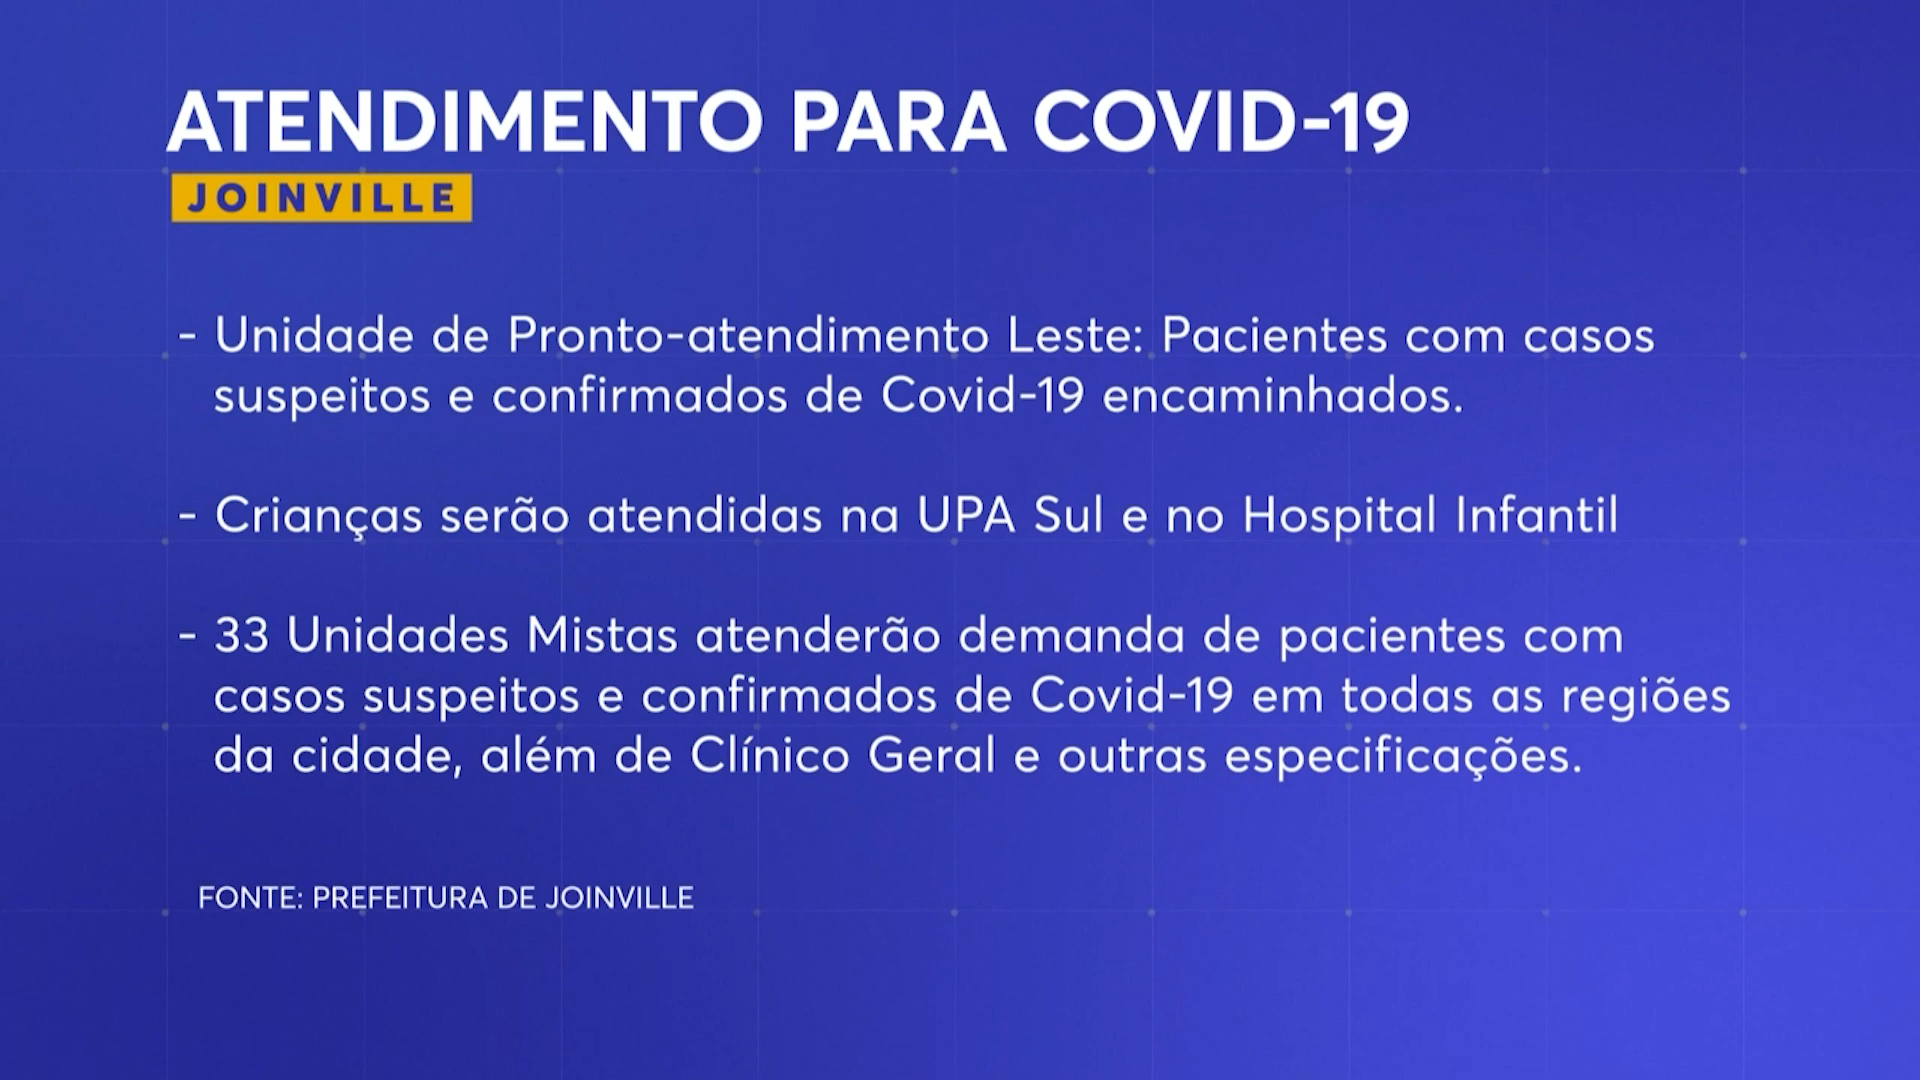 ATENDIMENTO PARA COVID-19
JOINVILLE
- Unidade de Pronto-atendimento Leste: Pacientes com casos
suspeitos e confirmados de Covid-19 encaminhados.
- Crianças serão atendidas na UPA Sul e no Hospital Infantil
- 33 Unidades Mistas atenderão demanda de pacientes com
casos suspeitos e confirmados de Covid-19 em todas as regiões
da cidade, além de Clínico Geral e outras especificações.
FONTE: PREFEITURA DE JOINVILLE